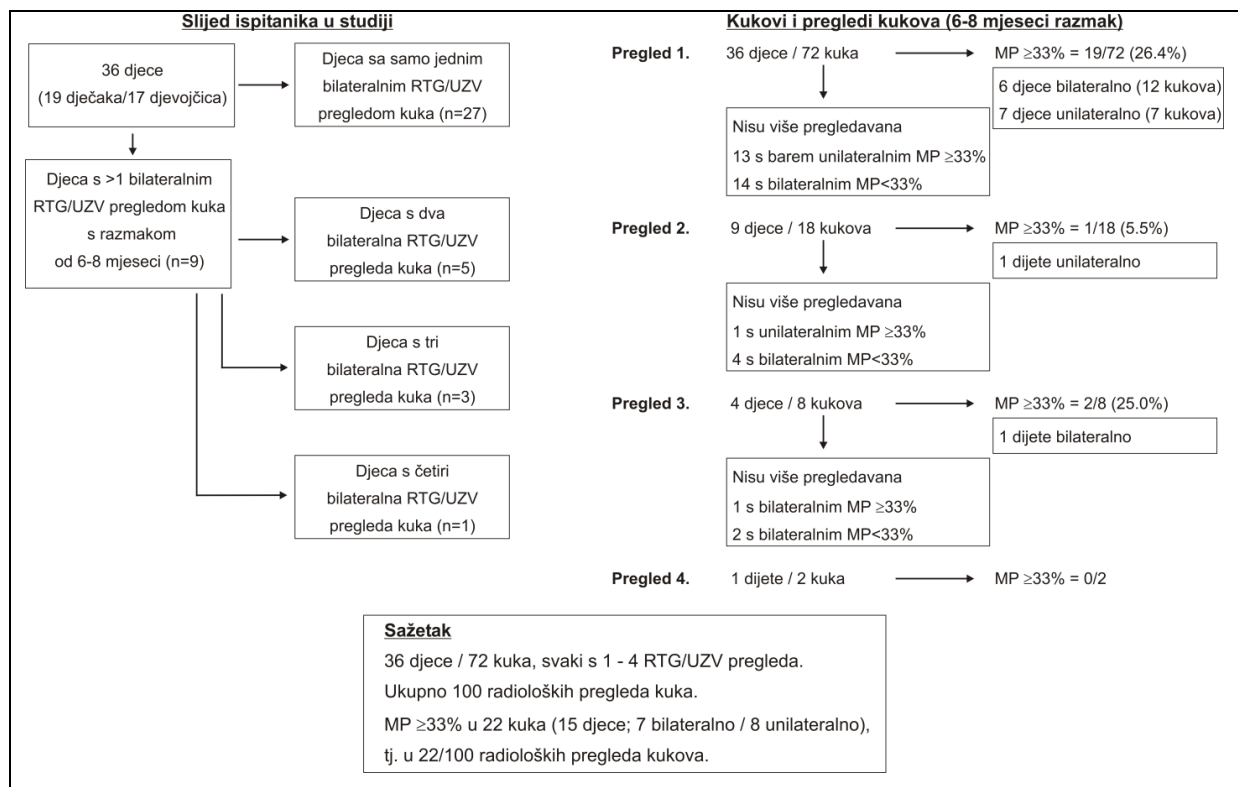 Slijed ispitanika u studiji
36 djece
(19 dječaka/17 djevojčica)
Djeca sa samo jednim
bilateralnim RTG/UZV
pregledom kuka (n=27)
Djeca s >1 bilateralnim
RTG/UZV pregledom kuka
s razmakom
od 6-8 mjeseci (n=9)
Djeca s dva
bilateralna RTG/UZV
pregleda kuka (n=5)
Djeca s tri
bilateralna RTG/UZV
pregleda kuka (n=3)
Djeca s četiri
bilateralna RTG/UZV
pregleda kuka (n=1)
Kukovi i pregledi kukova (6-8 mjeseci razmak)
Pregled 1. 36 djece / 72 kuka MP ≥33% = 19/72 (26.4%)
6 djece bilateralno (12 kukova)
7 djece unilateralno (7 kukova)
Nisu više pregledavana
13 s barem unilateralnim MP ≥33%
14 s bilateralnim MP<33%
Pregled 2. 9 djece / 18 kukova MP ≥33% = 1/18 (5.5%)
1 dijete unilateralno
Nisu više pregledavana
1 s unilateralnim MP ≥33%
4 s bilateralnim MP<33%
Pregled 3. 4 djece / 8 kukova MP ≥33% = 2/8 (25.0%)
1 dijete bilateralno
Nisu više pregledavana
1 s bilateralnim MP ≥33%
2 s bilateralnim MP<33%
Pregled 4. 1 dijete / 2 kuka MP ≥33% = 0/2
Sažetak
36 djece / 72 kuka, svaki s 1 - 4 RTG/UZV pregleda.
Ukupno 100 radioloških pregleda kuka.
MP ≥33% u 22 kuka (15 djece; 7 bilateralno / 8 unilateralno),
tj. u 22/100 radioloških pregleda kukova.